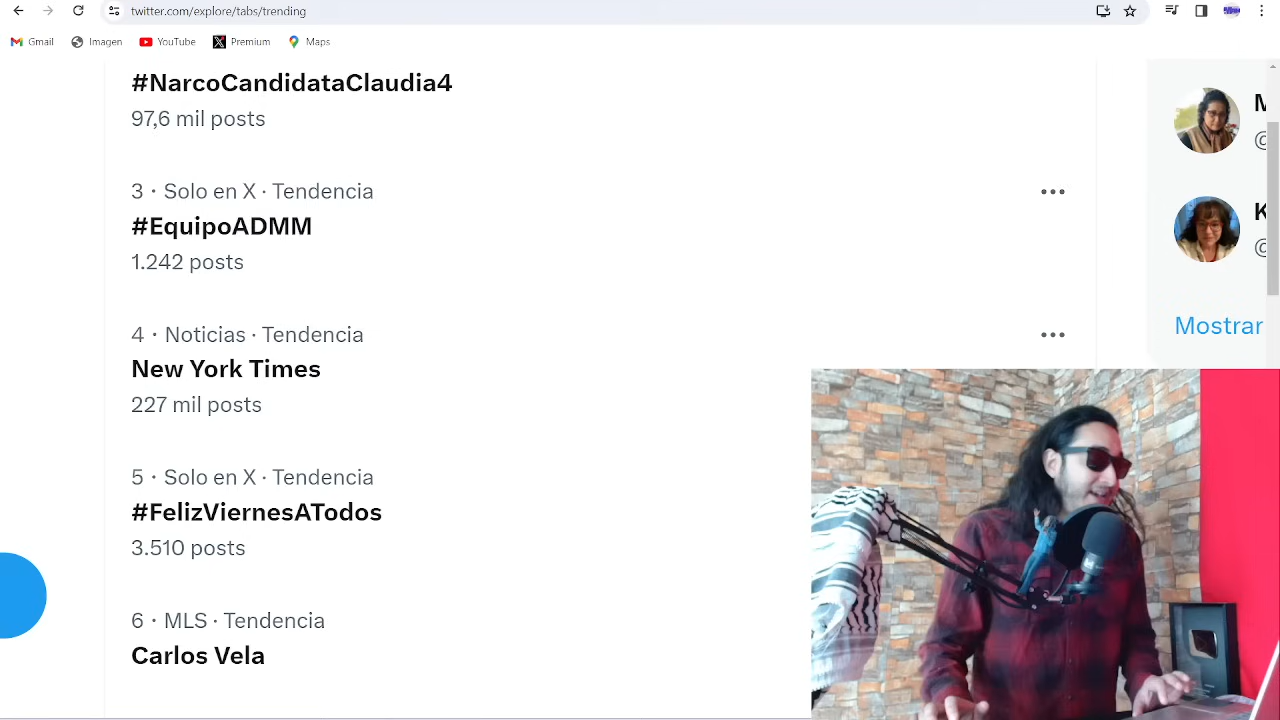 twitter.com/explore/tabs/trending
Gmail Imagen YouTube Premium Maps
#NarcoCandidataClaudia4
97,6 mil posts
3 · Solo en X · Tendencia
#EquipoADMM
1.242 posts
4 · Noticias · Tendencia
New York Times
227 mil posts
5 · Solo en X · Tendencia
#FelizViernesATodos
3.510 posts
6 · MLS · Tendencia
Carlos Vela
M
@
K
@
Mostrar